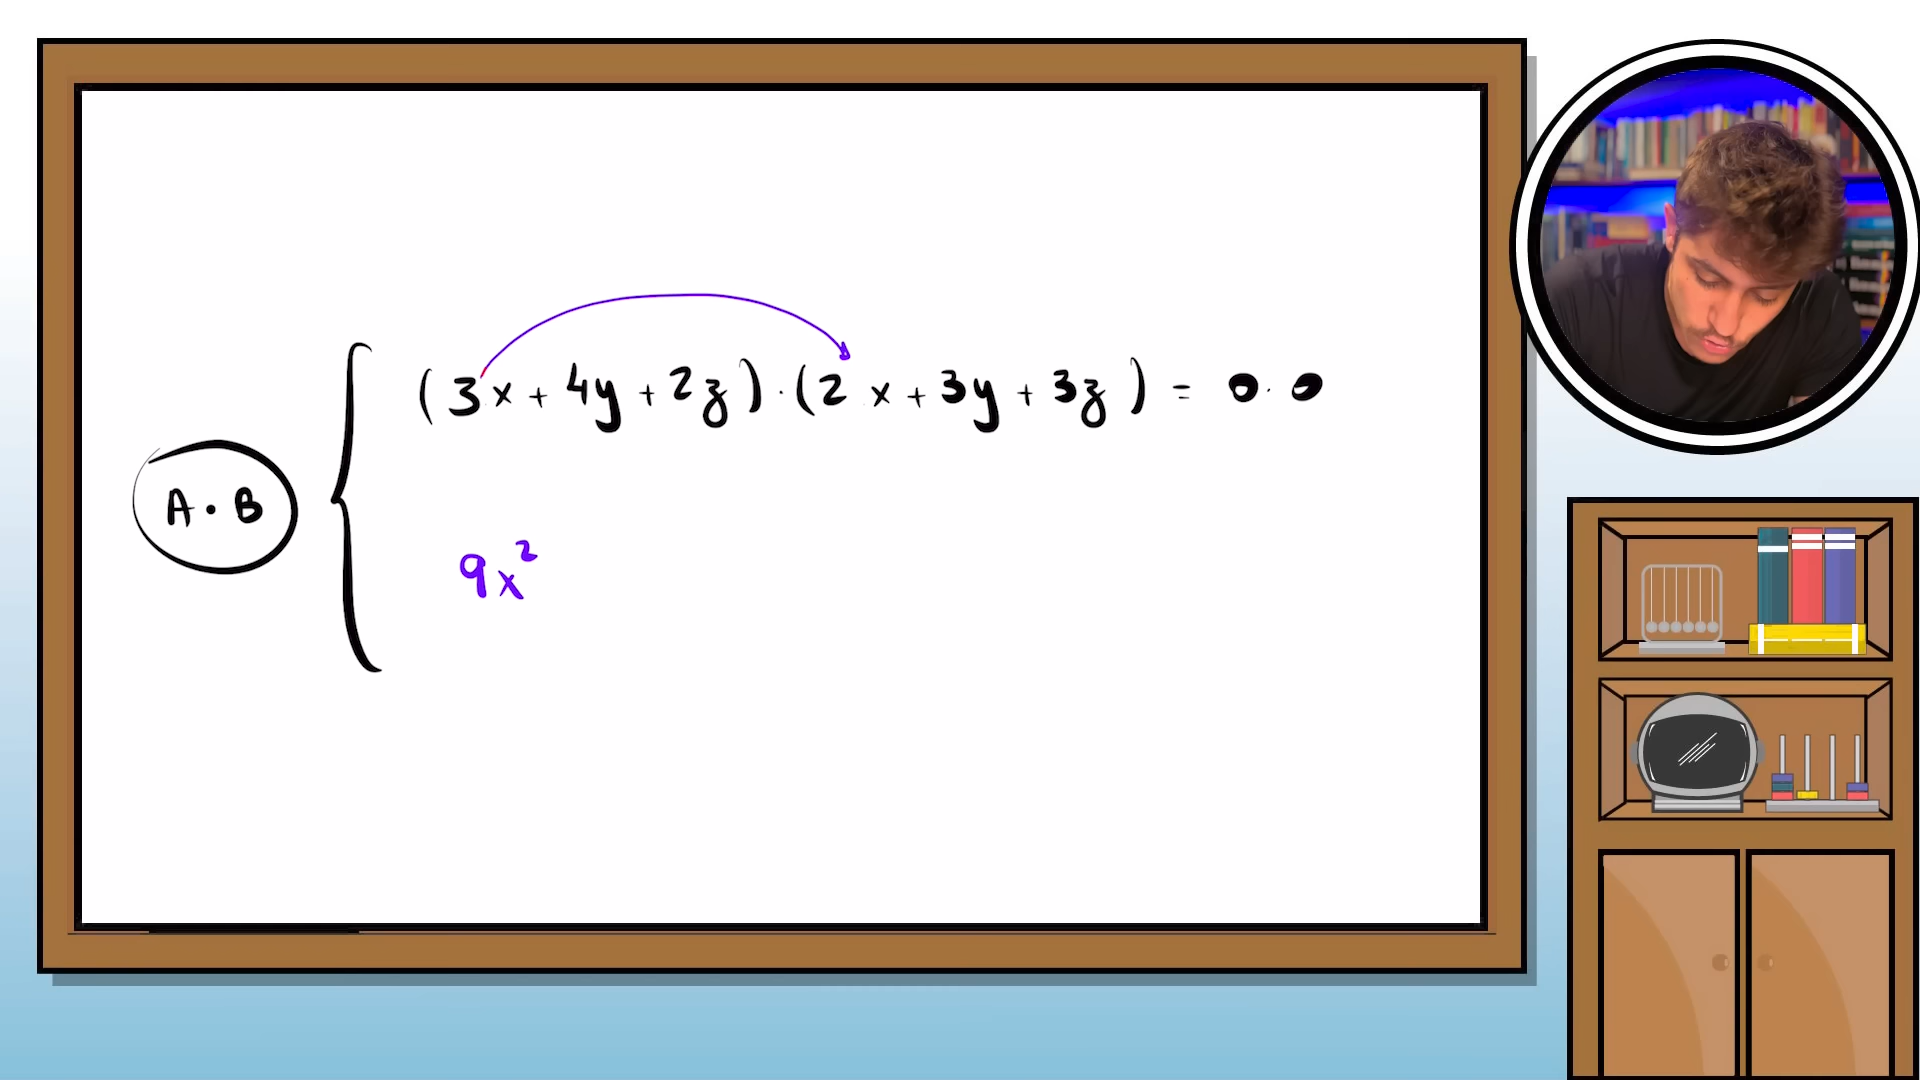 (3x + 4y + 2z) · (2x + 3y + 3z) = 0 · 0
A · B
9x²